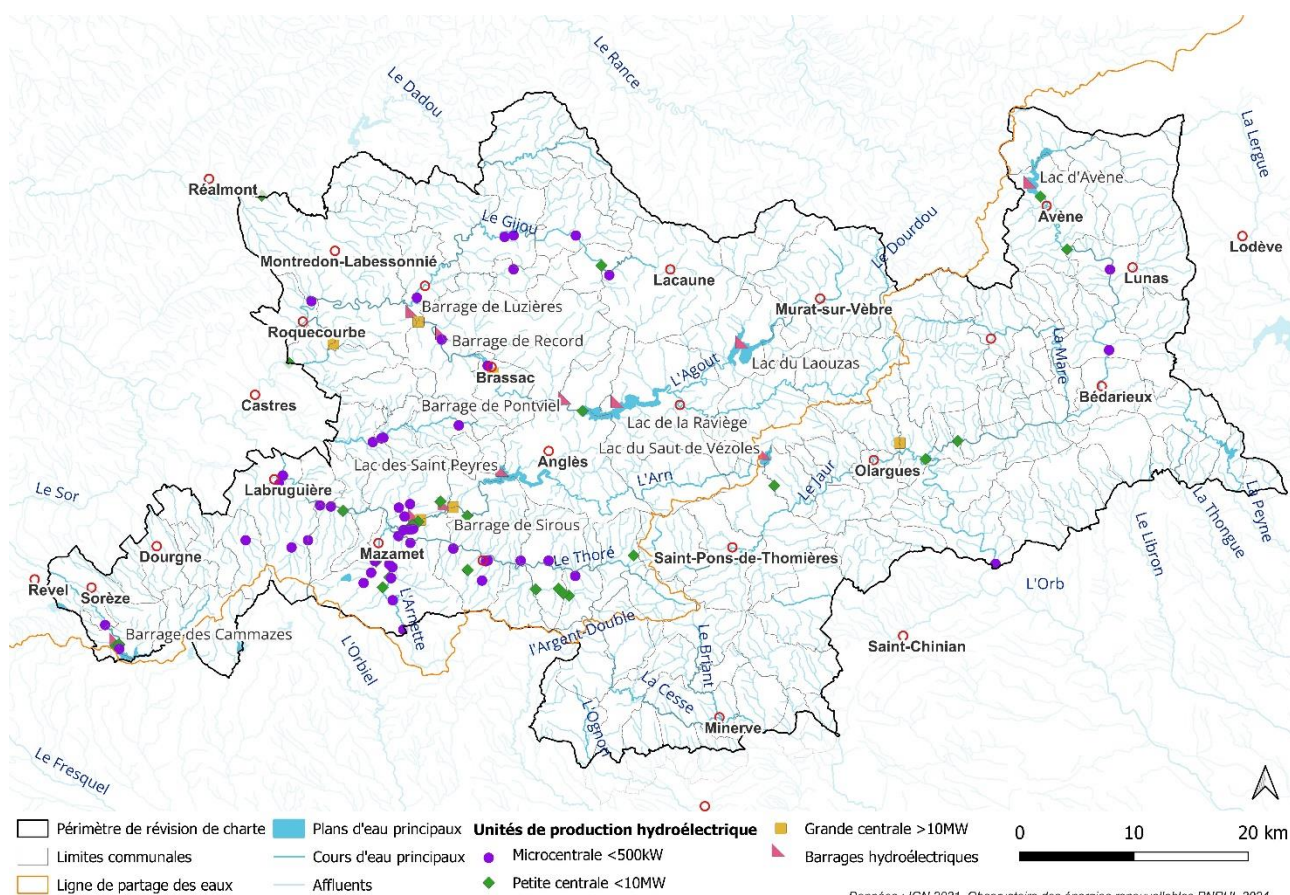 Le Rance
Le Dadou
La Lergue
Réalmont
Lac d'Avène
Avène
Le Gijou
Le Dourdou
Lodève
Montredon-Labessonnié
Lacaune
Lunas
Barrage de Luzières
Murat-sur-Vèbre
Roquecourbe
Barrage de Record
Lac du Laouzas
La Mare
Brassac
L'Agout
Bédarieux
Castres
Barrage de Pontviel
Lac de la Raviège
Lac du Saut de Vézoles
Anglès
Olargues
Lac des Saint Peyres
L'Arn
Le Jaur
Labruguière
Le Sor
La Peyne
La Thongue
Le Libron
Barrage de Sirous
Mazamet
Le Thoré
Saint-Pons-de-Thomières
Dourgne
L'Orb
Revel
Sorèze
L'Arnette
Barrage des Cammazes
l'Argent-Double
Le Briant
Saint-Chinian
L'Orbiel
La Cesse
Minerve
L'Ognon
Le Fresquel
Périmètre de révision de charte
Limites communales
Ligne de partage des eaux
Plans d'eau principaux
Cours d'eau principaux
Affluents
Unités de production hydroélectrique
Microcentrale <500kW
Petite centrale <10MW
Grande centrale >10MW
Barrages hydroélectriques
0 10 20 km